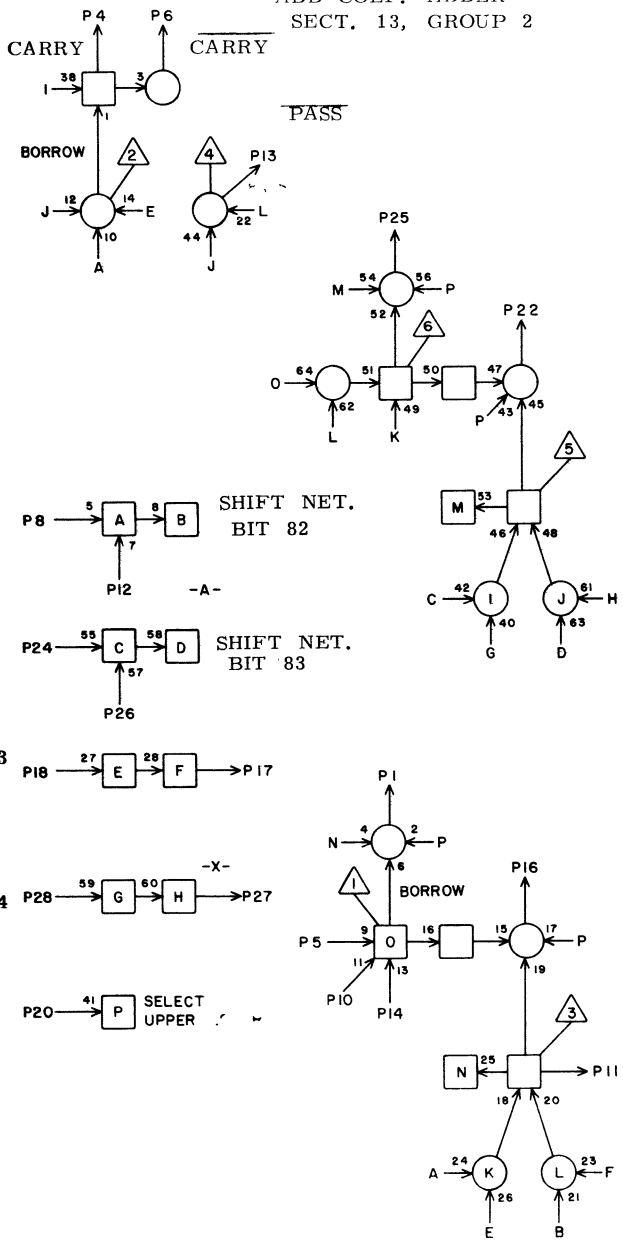 ADD COEF. ADDER
SECT. 13, GROUP 2
P4 P6
CARRY CARRY
38 3
I
1
PASS
BORROW 2 4 P13
12 14
J E L
10 44 22
A J
P25
54 56
M P
52 6 P22
64 51 50 47
O
62 49 P 43 45
L K
5
SHIFT NET.
5 8
P8 A B
BIT 82
7
P12 -A-
53
M
46 48
42 61
C I J H
40 63
G D
55 58
P24 C D SHIFT NET.
BIT 83
57
P26
3
27 28
P18 E F P17
P1
4 2
N P
6
-X-
59 60
4 P28 G H P27
P16
1 BORROW
9 16 15 17
P5 O P
11 13 19
P10 P14
41
P20 P SELECT
UPPER
3
25
N P11
18 20
24 23
A K L F
26 21
E B